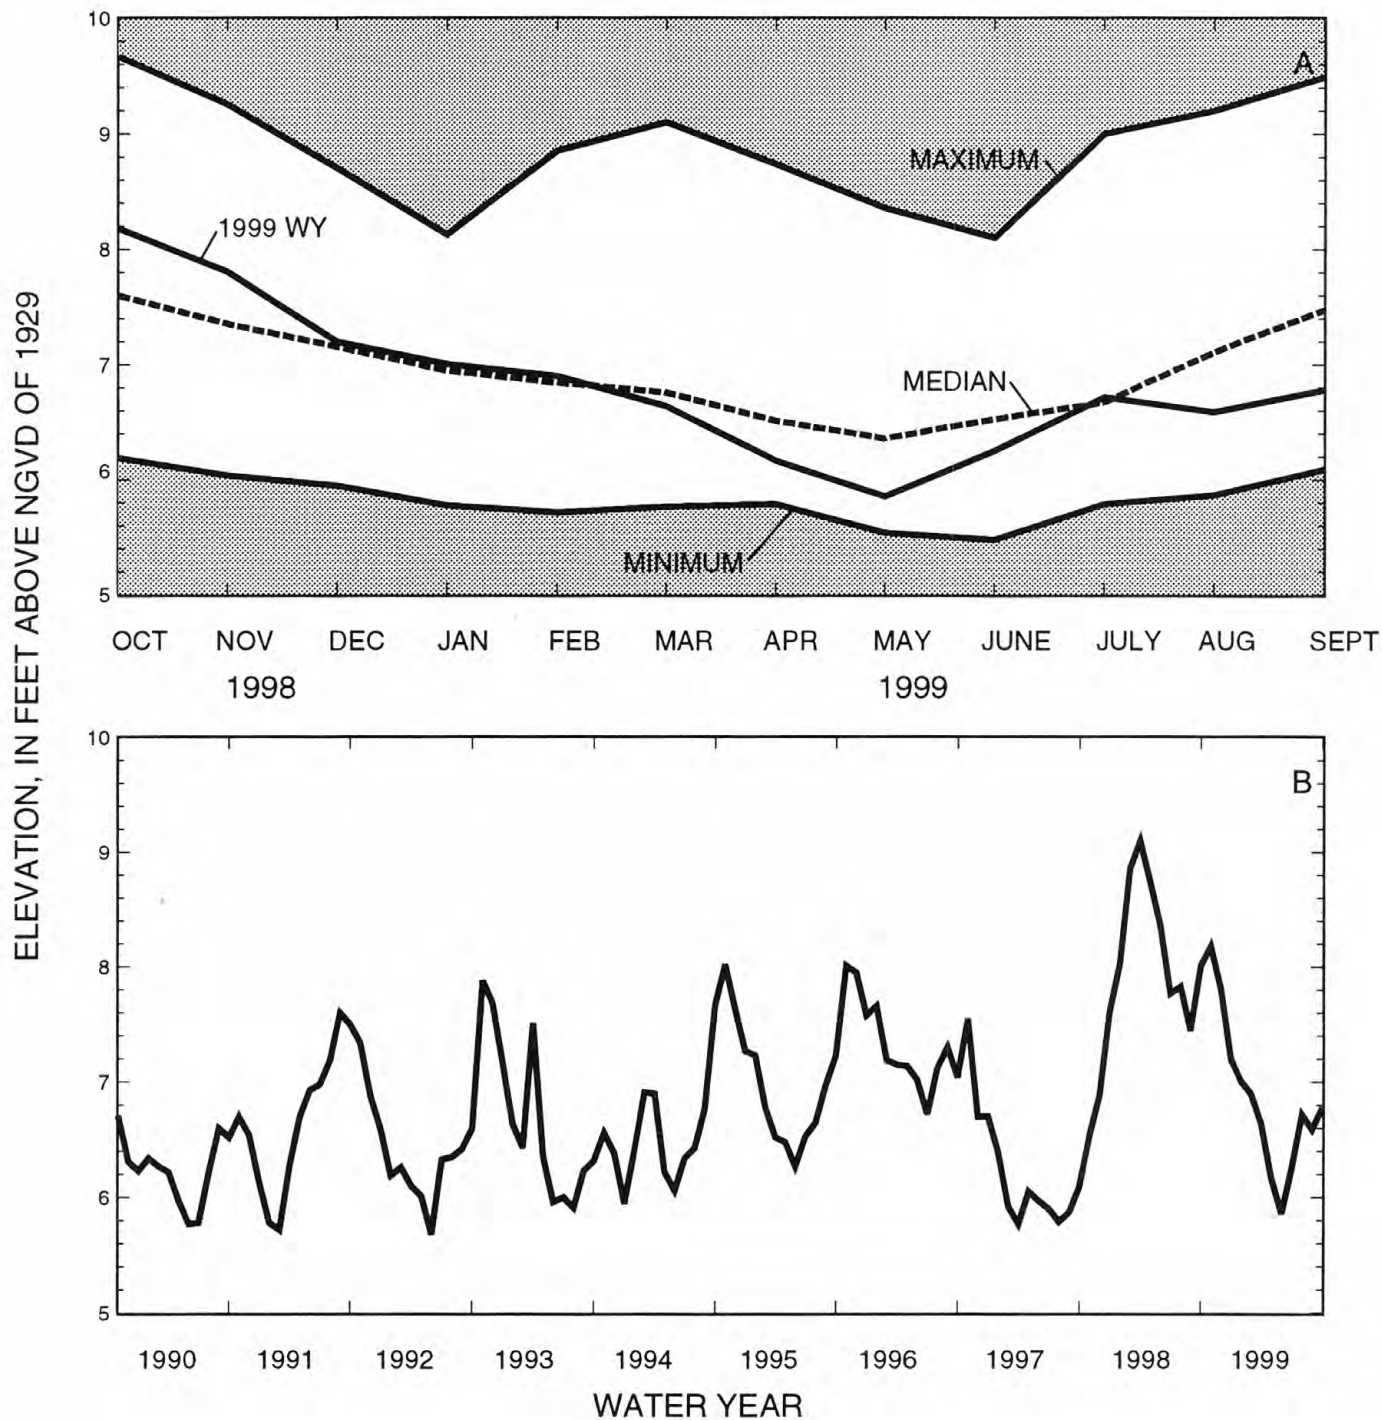 ELEVATION, IN FEET ABOVE NGVD OF 1929
10
A
9
MAXIMUM
1999 WY
8
7
MEDIAN
6
MINIMUM
5
OCT NOV DEC JAN FEB MAR APR MAY JUNE JULY AUG SEPT
1998 1999
10
B
9
8
7
6
5
1990 1991 1992 1993 1994 1995 1996 1997 1998 1999
WATER YEAR